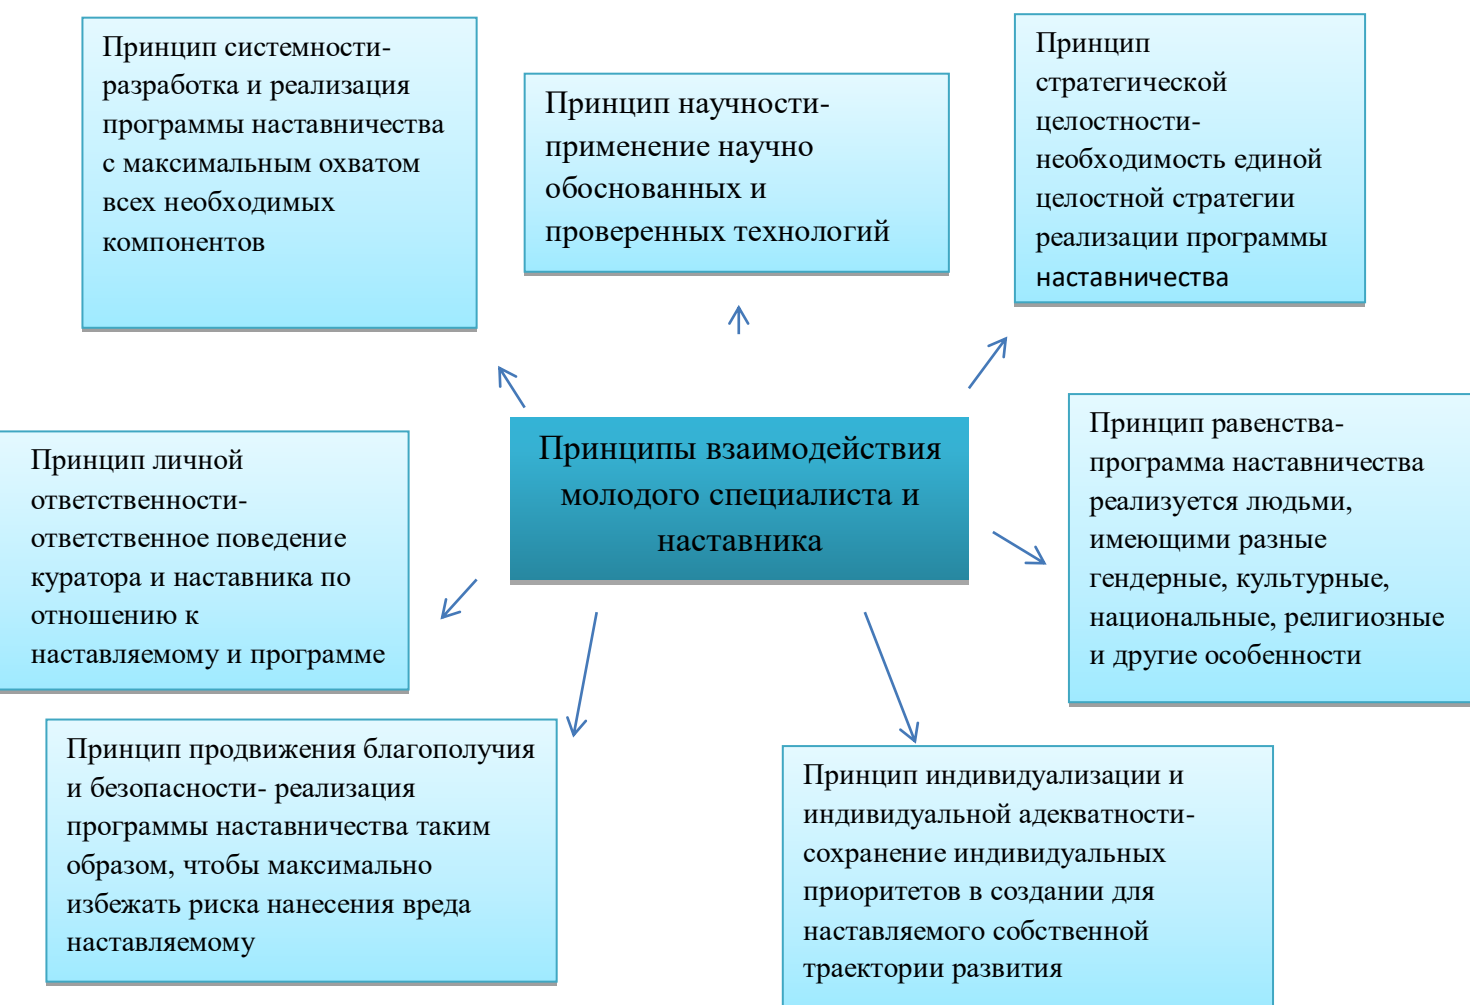 Принцип системности-
разработка и реализация
программы наставничества
с максимальным охватом
всех необходимых
компонентов
Принцип научности-
применение научно
обоснованных и
проверенных технологий
Принцип
стратегической
целостности-
необходимость единой
целостной стратегии
реализации программы
наставничества
Принципы взаимодействия
молодого специалиста и
наставника
Принцип личной
ответственности-
ответственное поведение
куратора и наставника по
отношению к
наставляемому и программе
Принцип равенства-
программа наставничества
реализуется людьми,
имеющими разные
гендерные, культурные,
национальные, религиозные
и другие особенности
Принцип продвижения благополучия
и безопасности- реализация
программы наставничества таким
образом, чтобы максимально
избежать риска нанесения вреда
наставляемому
Принцип индивидуализации и
индивидуальной адекватности-
сохранение индивидуальных
приоритетов в создании для
наставляемого собственной
траектории развития